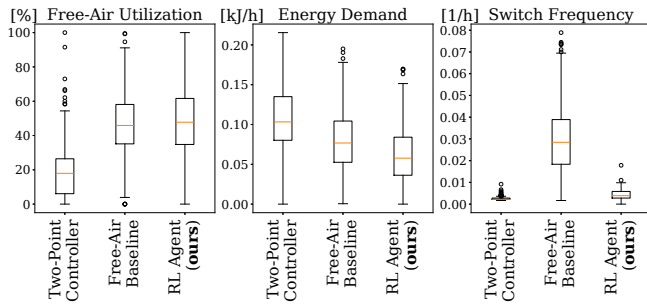 [%] Free-Air Utilization
100
80
60
40
20
0
Two-Point
Controller
Free-Air
Baseline
RL Agent
(ours)
[kJ/h] Energy Demand
0.20
0.15
0.10
0.05
0.00
Two-Point
Controller
Free-Air
Baseline
RL Agent
(ours)
[1/h] Switch Frequency
0.08
0.07
0.06
0.05
0.04
0.03
0.02
0.01
0.00
Two-Point
Controller
Free-Air
Baseline
RL Agent
(ours)